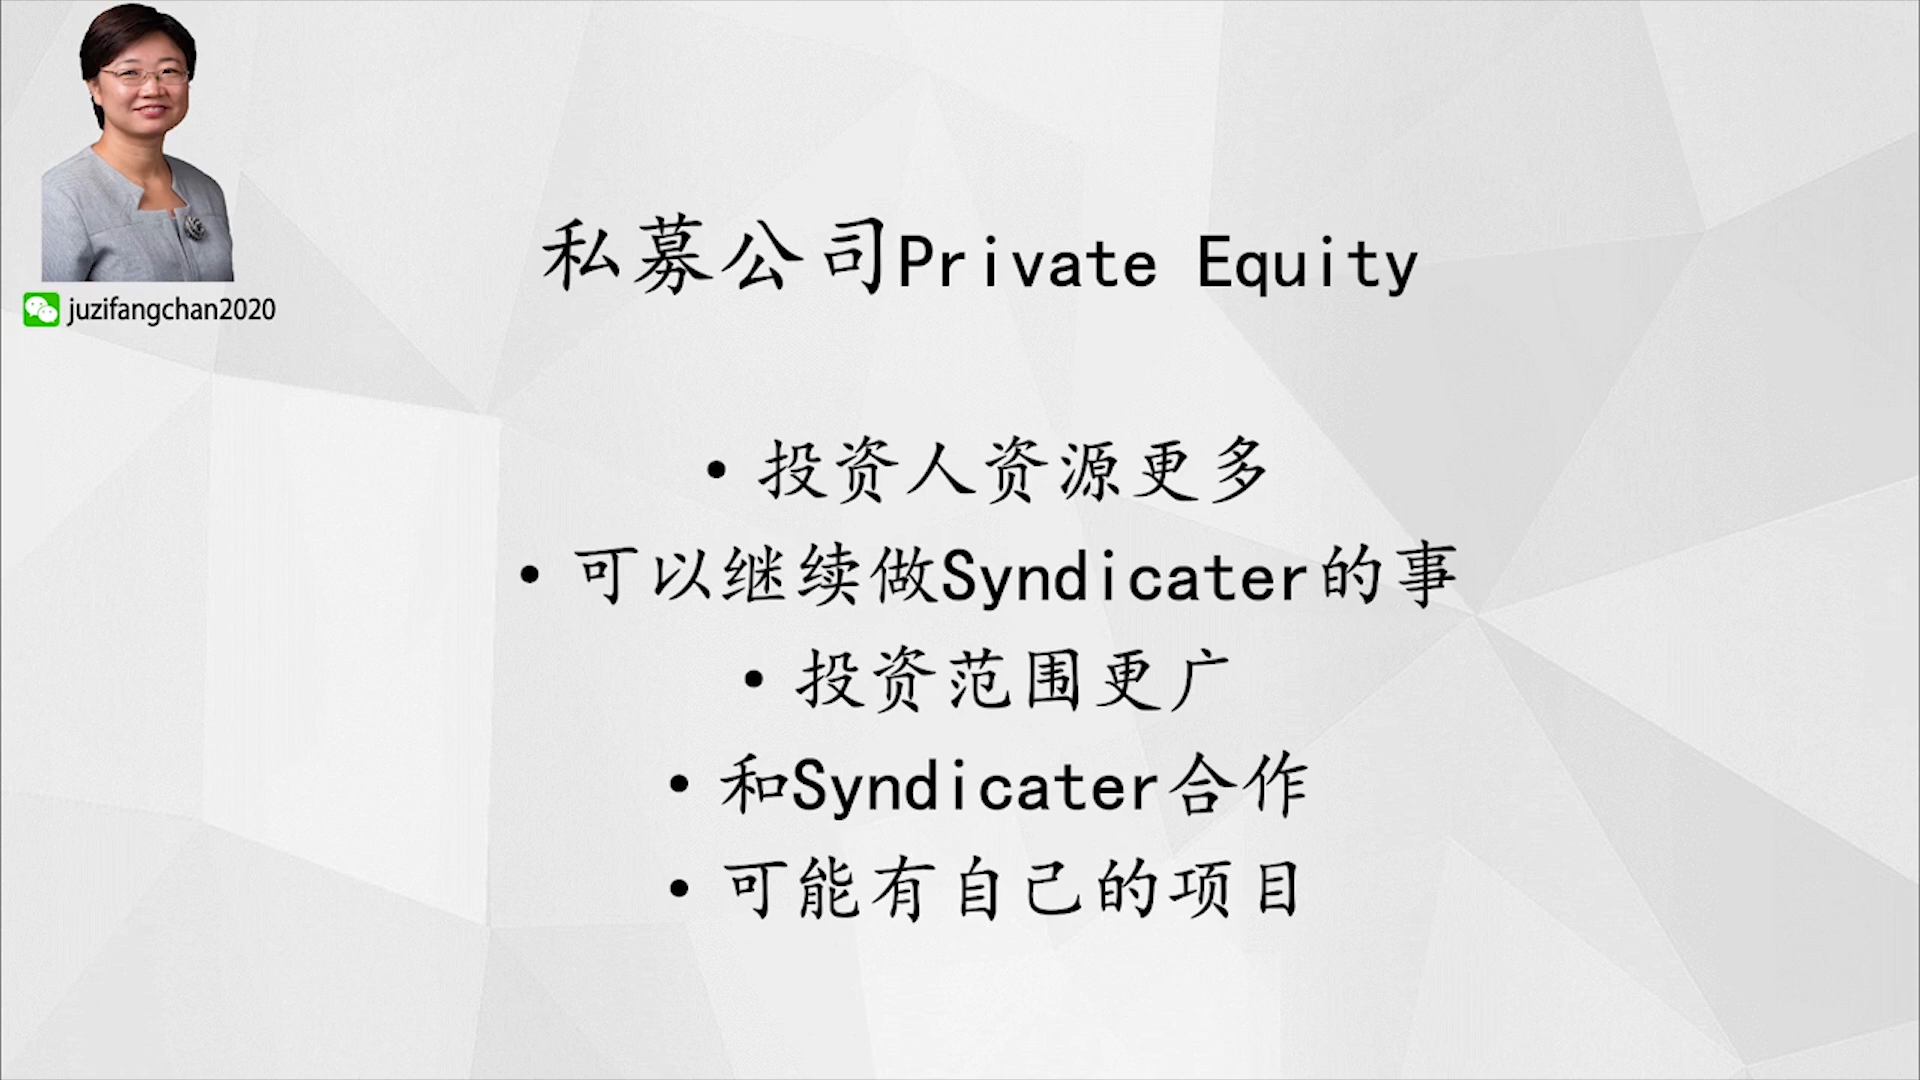 juzifangchan2020
私募公司Private Equity
• 投资人资源更多
• 可以继续做Syndicater的事
• 投资范围更广
• 和Syndicater合作
• 可能有自己的项目